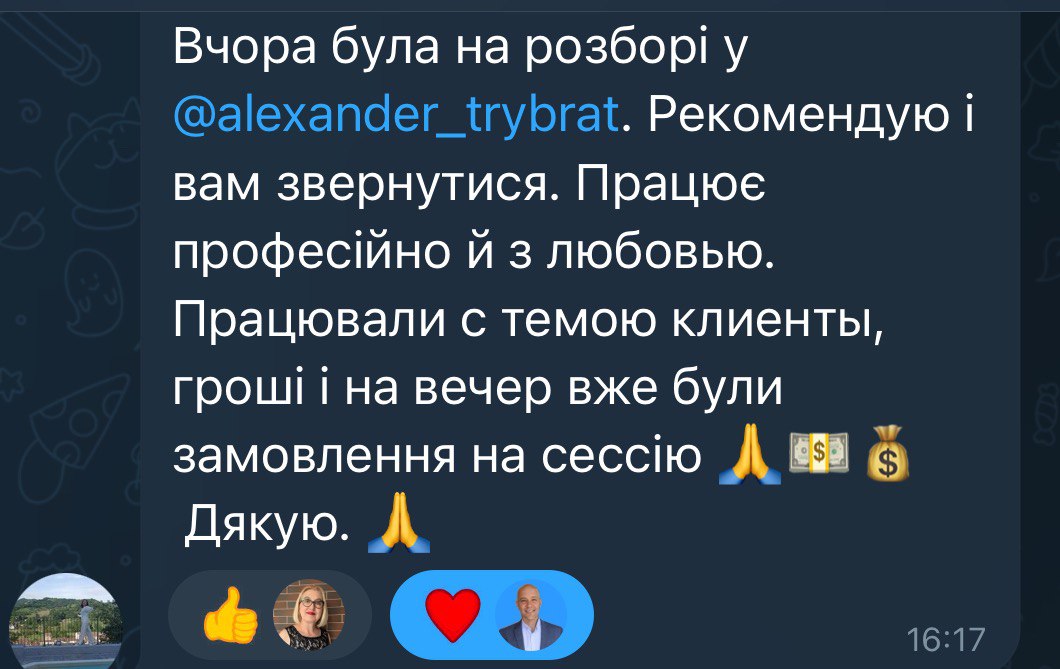 Вчора була на розборі у
@alexander_trybrat. Рекомендую і
вам звернутися. Працює
професійно й з любовью.
Працювали с темою клиенты,
гроші і на вечер вже були
замовлення на сессію 🙏💵💰
Дякую. 🙏
👍 ❤️ 16:17